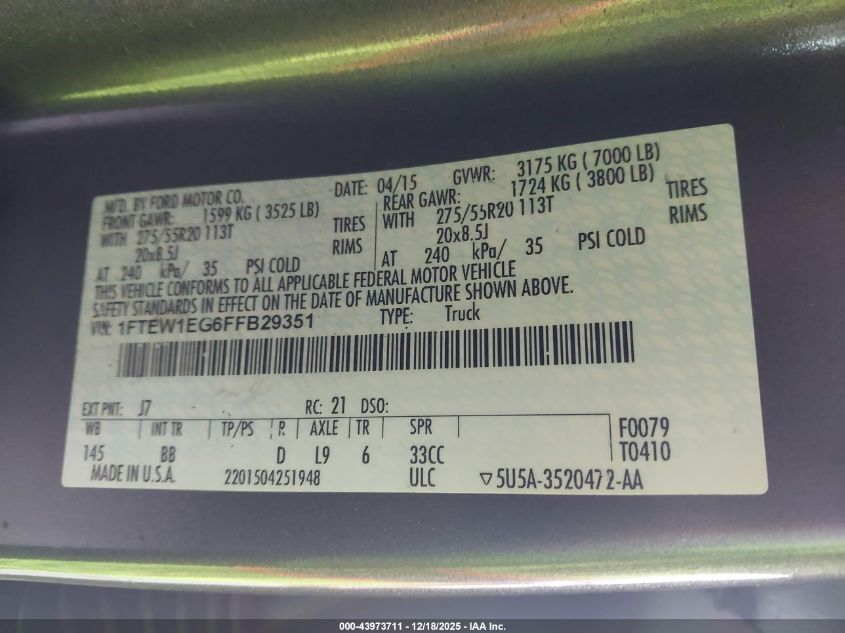 MFD. BY FORD MOTOR CO. DATE: 04/15 GVWR: 3175 KG ( 7000 LB)
FRONT GAWR: 1599 KG ( 3525 LB) REAR GAWR: 1724 KG ( 3800 LB)
WITH 275/55R20 113T TIRES WITH 275/55R20 113T TIRES
20x8.5J RIMS 20x8.5J RIMS
AT 240 kPa/ 35 PSI COLD AT 240 kPa/ 35 PSI COLD
THIS VEHICLE CONFORMS TO ALL APPLICABLE FEDERAL MOTOR VEHICLE
SAFETY STANDARDS IN EFFECT ON THE DATE OF MANUFACTURE SHOWN ABOVE.
VIN: 1FTEW1EG6FFB29351 TYPE: Truck
EXT PNT: J7 RC: 21 DSO:
WB INT TR TP/PS R AXLE TR SPR F0079
145 BB D L9 6 33CC T0410
MADE IN U.S.A. 2201504251948 ULC ▽5U5A-3520472-AA
000-43973711 - 12/18/2025 - IAA Inc.